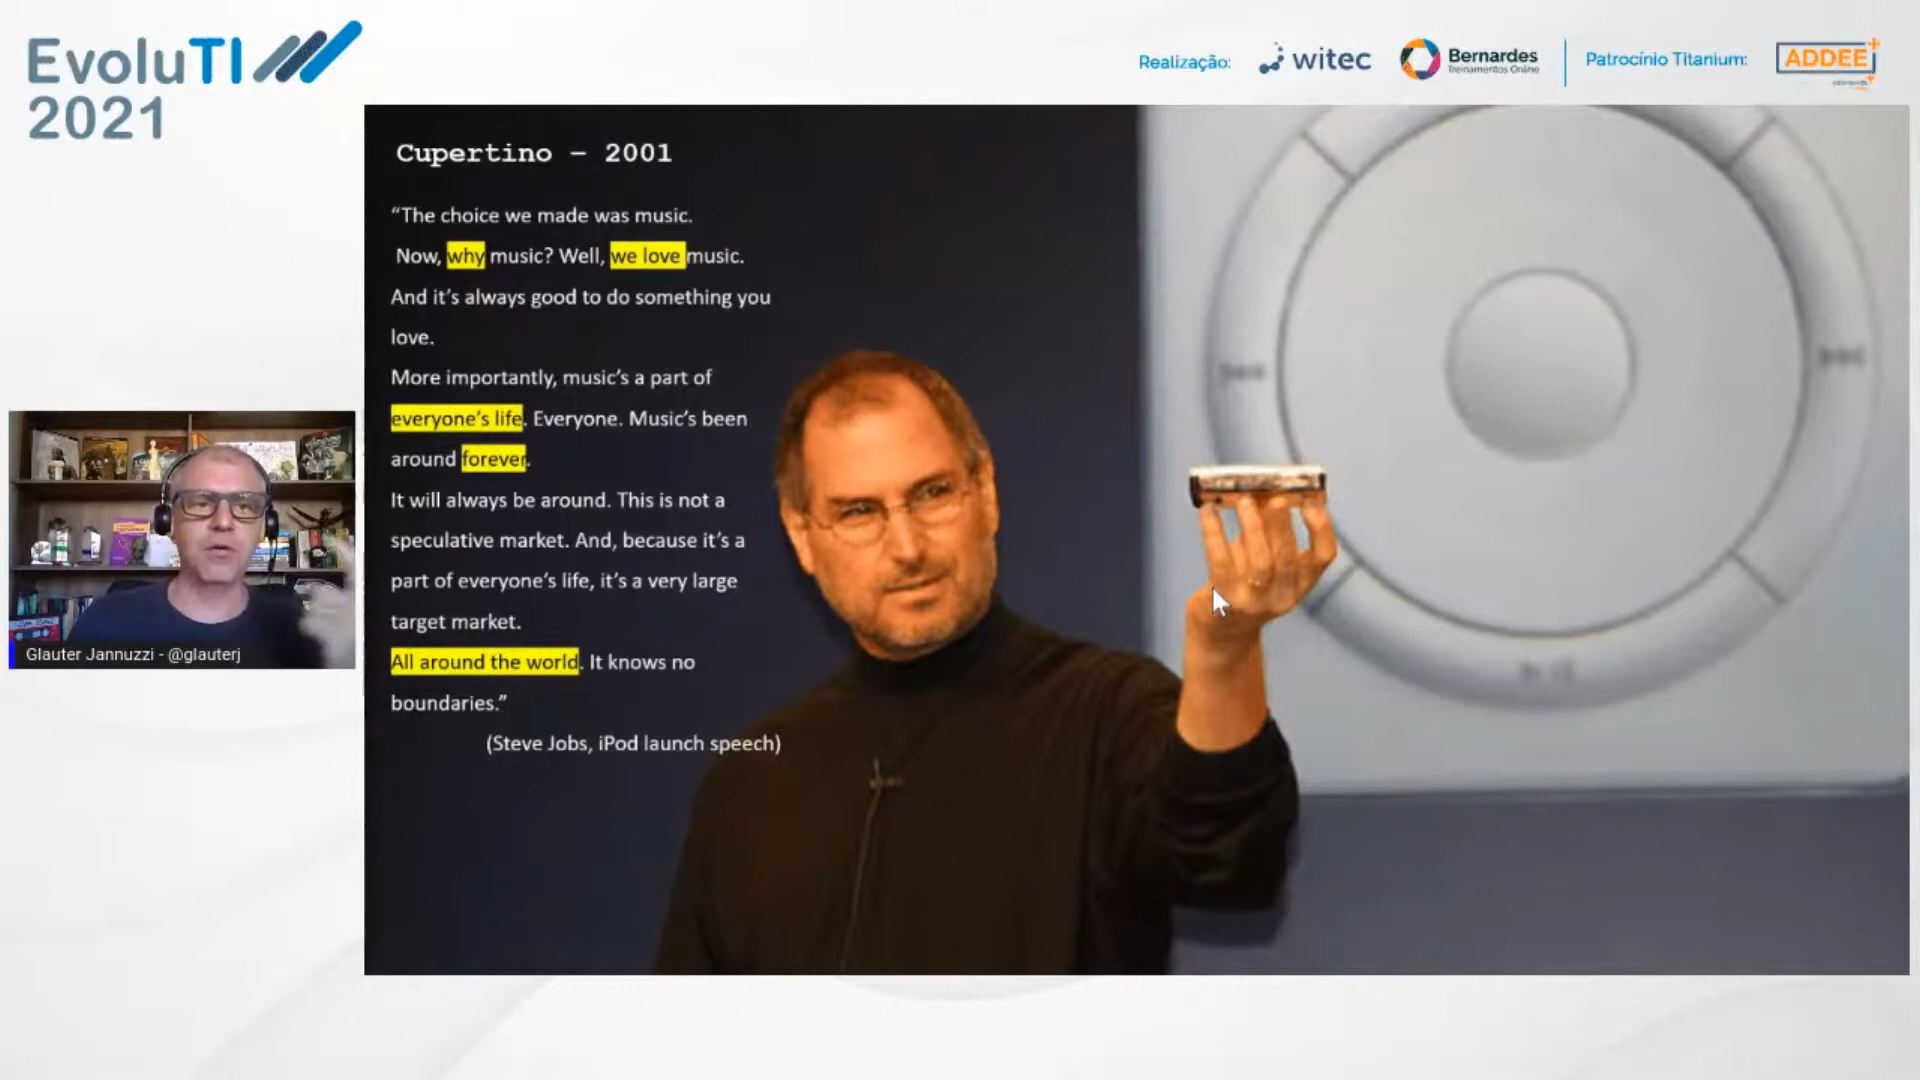 EvoluTI
2021
Realização:
witec
Bernardes
Treinamentos Online
Patrocínio Titanium:
ADDEE
Cupertino – 2001
“The choice we made was music.
Now, why music? Well, we love music.
And it’s always good to do something you
love.
More importantly, music’s a part of
everyone’s life. Everyone. Music’s been
around forever.
It will always be around. This is not a
speculative market. And, because it’s a
part of everyone’s life, it’s a very large
target market.
All around the world. It knows no
boundaries.”
(Steve Jobs, iPod launch speech)
Glauter Jannuzzi - @glauterj